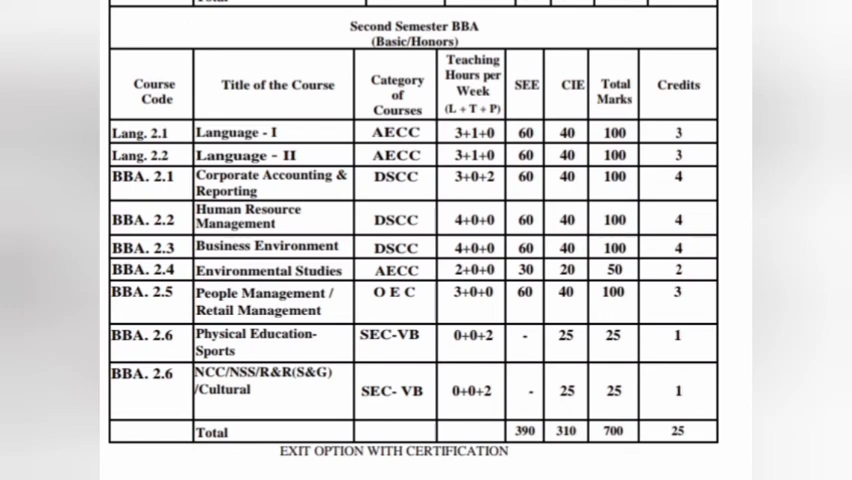 Second Semester BBA
(Basic/Honors)
Course Code Title of the Course Category of Courses Teaching Hours per Week (L + T + P) SEE CIE Total Marks Credits
Lang. 2.1 Language - I AECC 3+1+0 60 40 100 3
Lang. 2.2 Language - II AECC 3+1+0 60 40 100 3
BBA. 2.1 Corporate Accounting & Reporting DSCC 3+0+2 60 40 100 4
BBA. 2.2 Human Resource Management DSCC 4+0+0 60 40 100 4
BBA. 2.3 Business Environment DSCC 4+0+0 60 40 100 4
BBA. 2.4 Environmental Studies AECC 2+0+0 30 20 50 2
BBA. 2.5 People Management / Retail Management O E C 3+0+0 60 40 100 3
BBA. 2.6 Physical Education- Sports SEC-VB 0+0+2 - 25 25 1
BBA. 2.6 NCC/NSS/R&R(S&G) /Cultural SEC- VB 0+0+2 - 25 25 1
Total 390 310 700 25
EXIT OPTION WITH CERTIFICATION